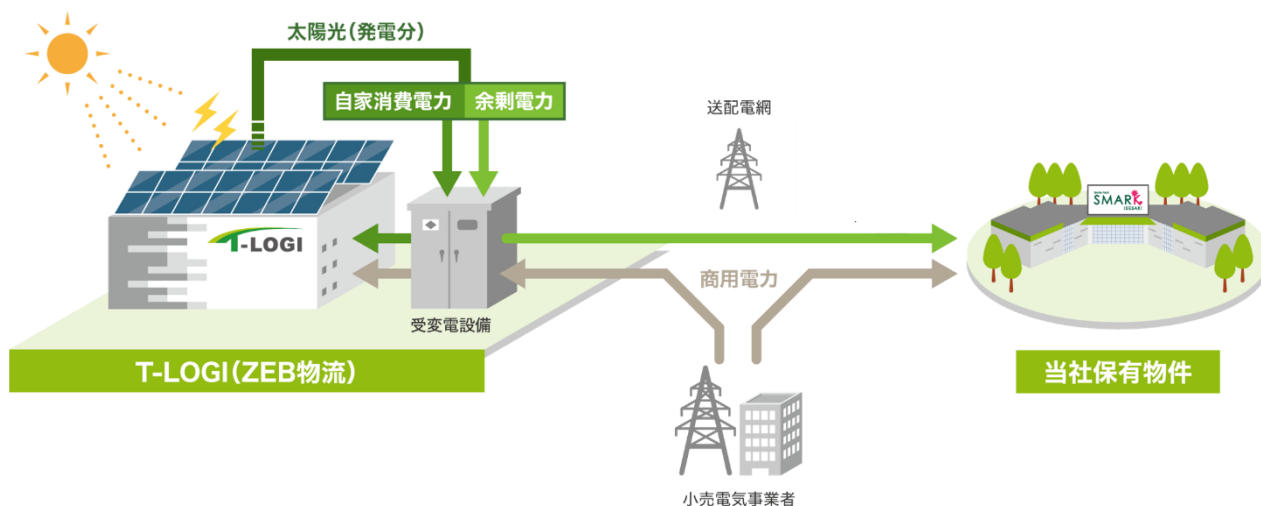 太陽光(発電分)
自家消費電力
余剰電力
送配電網
SMARK
ISESAKI
T-LOGI
商用電力
受変電設備
T-LOGI(ZEB物流)
当社保有物件
小売電気事業者